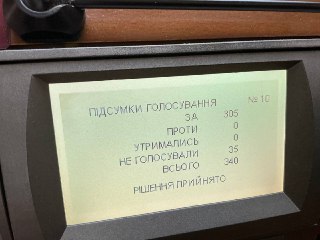 ПІДСУМКИ ГОЛОСУВАННЯ № 10
ЗА 305
ПРОТИ 0
УТРИМАЛИСЬ 0
НЕ ГОЛОСУВАЛИ 35
ВСЬОГО 340
РІШЕННЯ ПРИЙНЯТО